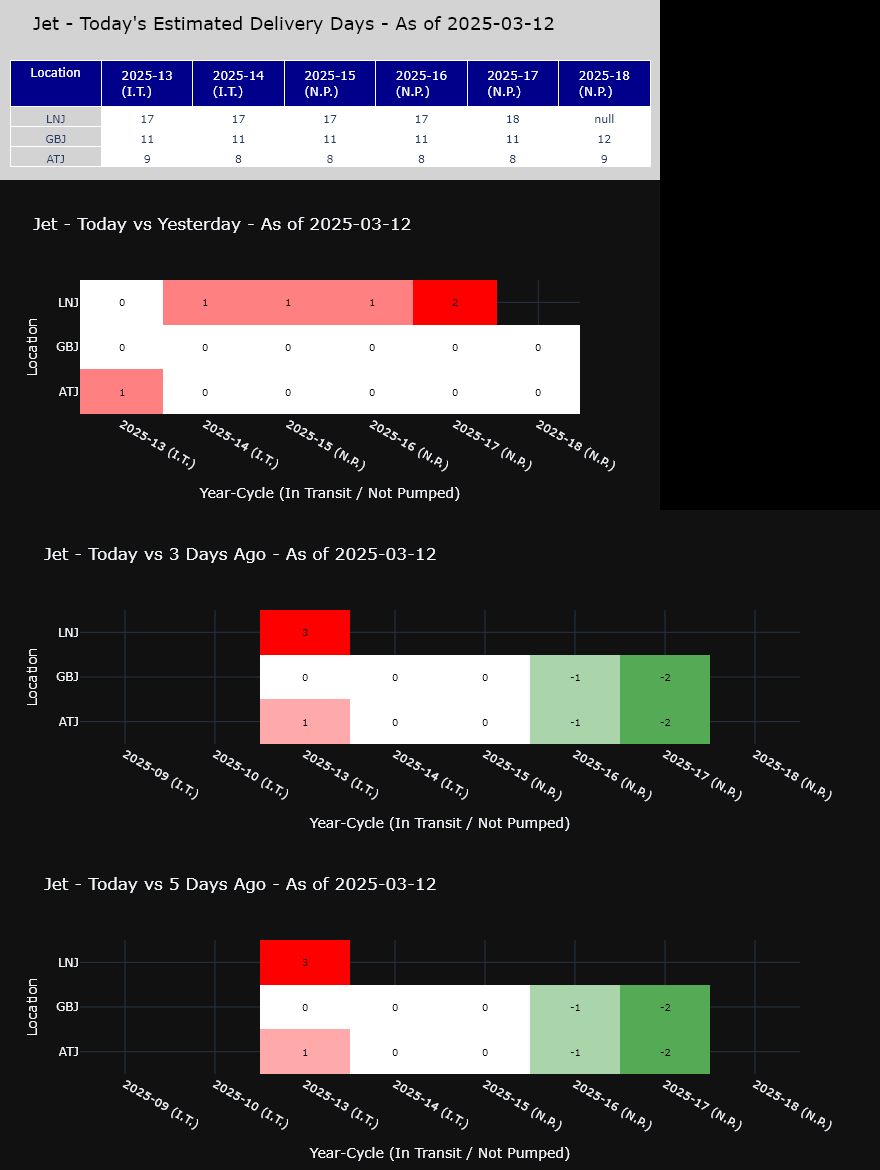 Jet - Today's Estimated Delivery Days - As of 2025-03-12
Location 2025-13 (I.T.) 2025-14 (I.T.) 2025-15 (N.P.) 2025-16 (N.P.) 2025-17 (N.P.) 2025-18 (N.P.)
LNJ 17 17 17 17 18 null
GBJ 11 11 11 11 11 12
ATJ 9 8 8 8 8 9
Jet - Today vs Yesterday - As of 2025-03-12
Location
LNJ 0 1 1 1 2
GBJ 0 0 0 0 0 0
ATJ 1 0 0 0 0 0
2025-13 (I.T.) 2025-14 (I.T.) 2025-15 (N.P.) 2025-16 (N.P.) 2025-17 (N.P.) 2025-18 (N.P.)
Year-Cycle (In Transit / Not Pumped)
Jet - Today vs 3 Days Ago - As of 2025-03-12
Location
LNJ 3
GBJ 0 0 0 -1 -2
ATJ 1 0 0 -1 -2
2025-09 (I.T.) 2025-10 (I.T.) 2025-13 (I.T.) 2025-14 (I.T.) 2025-15 (N.P.) 2025-16 (N.P.) 2025-17 (N.P.) 2025-18 (N.P.)
Year-Cycle (In Transit / Not Pumped)
Jet - Today vs 5 Days Ago - As of 2025-03-12
Location
LNJ 3
GBJ 0 0 0 -1 -2
ATJ 1 0 0 -1 -2
2025-09 (I.T.) 2025-10 (I.T.) 2025-13 (I.T.) 2025-14 (I.T.) 2025-15 (N.P.) 2025-16 (N.P.) 2025-17 (N.P.) 2025-18 (N.P.)
Year-Cycle (In Transit / Not Pumped)